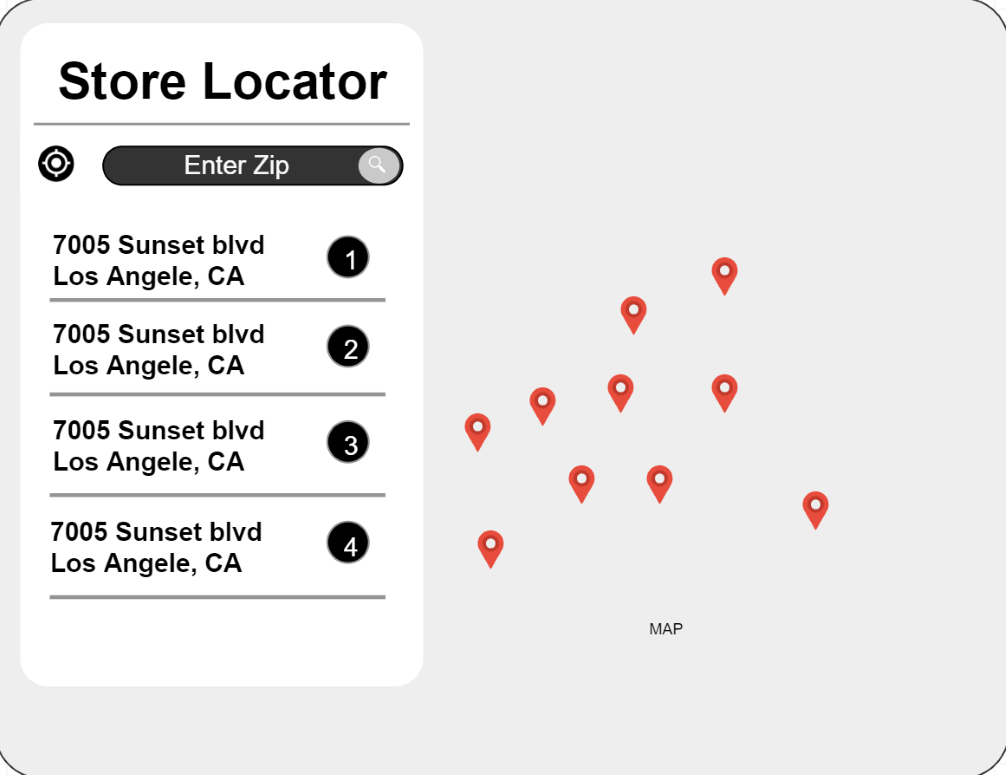 Store Locator
Enter Zip
7005 Sunset blvd
Los Angele, CA
1
7005 Sunset blvd
Los Angele, CA
2
7005 Sunset blvd
Los Angele, CA
3
7005 Sunset blvd
Los Angele, CA
4
MAP